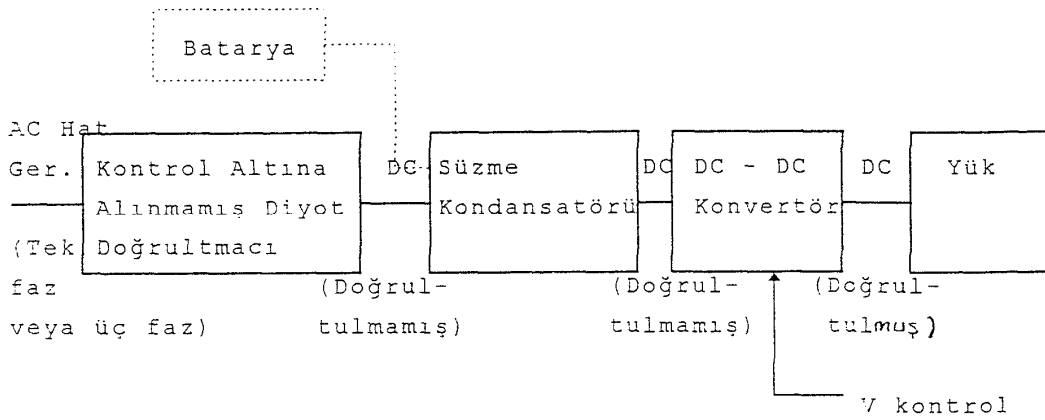 Batarya
AC Hat
Ger. Kontrol Altına DC Süzme DC DC - DC DC Yük
Alınmamış Diyot Kondansatörü Konvertör
(Tek Doğrultmacı
faz (Doğrul- (Doğrul- (Doğrul-
veya üç faz) tulmamış) tulmamış) tulmuş)
V kontrol